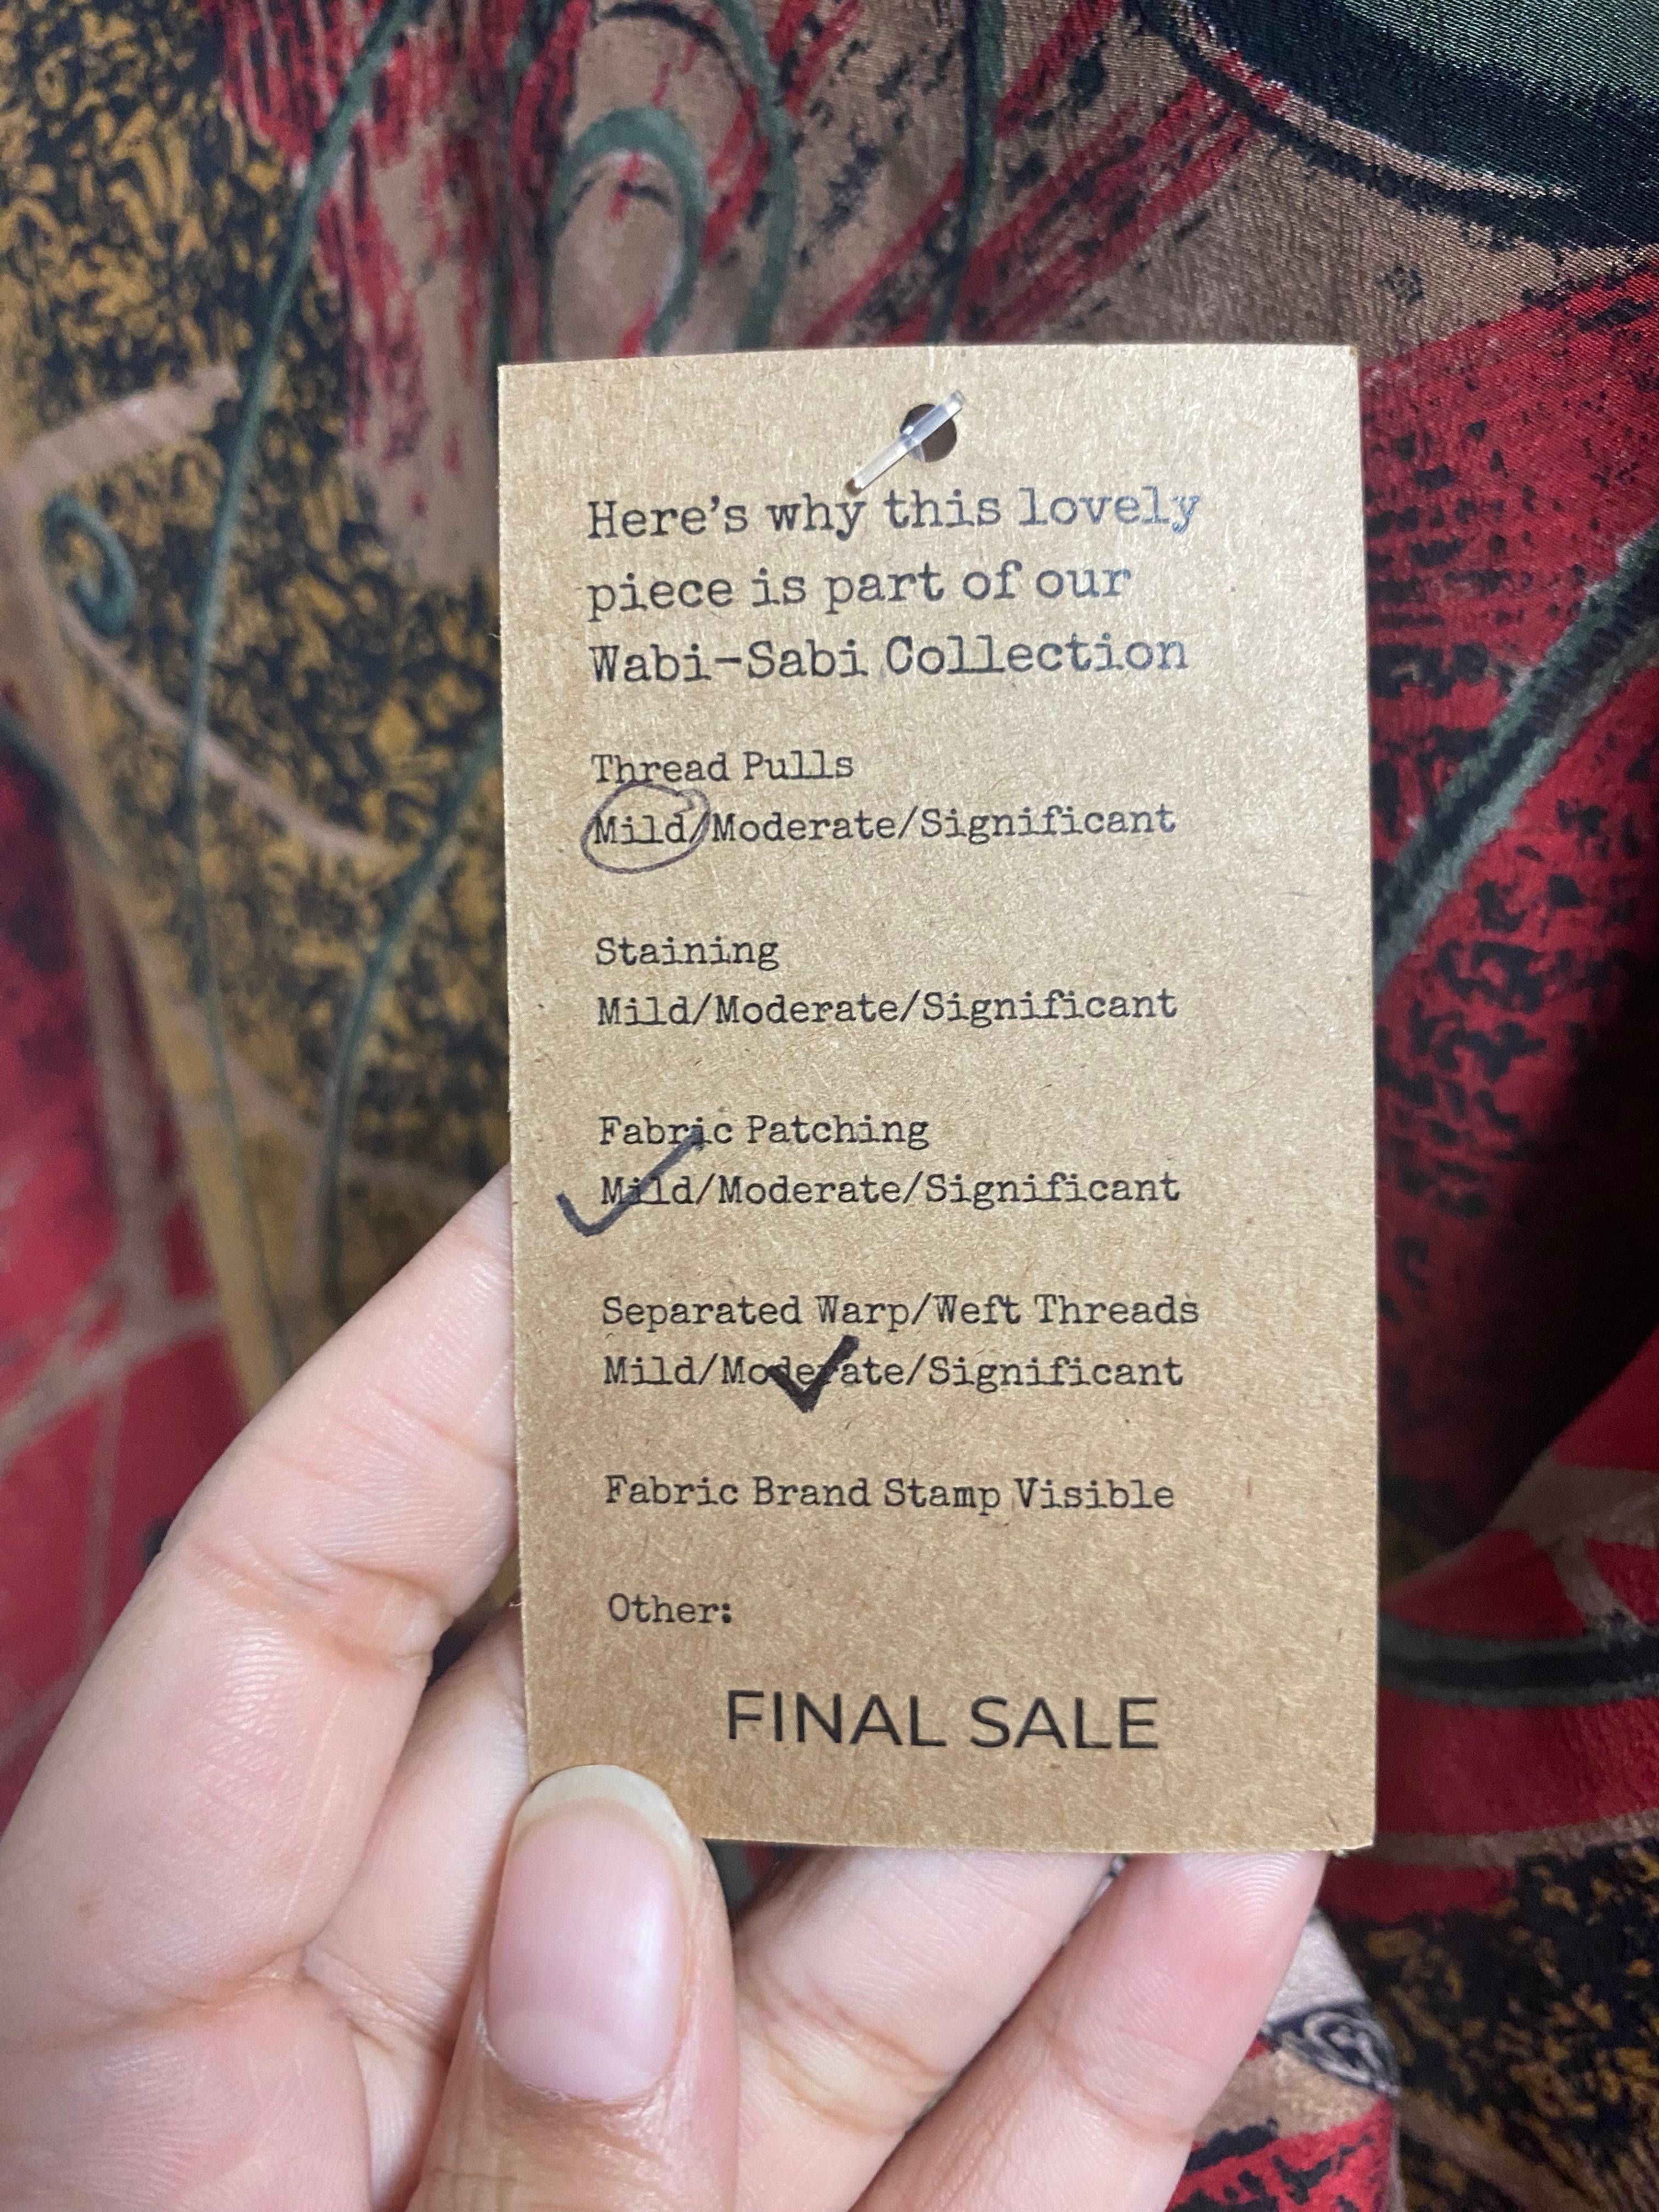 Here’s why this lovely
piece is part of our
Wabi-Sabi Collection
Thread Pulls
Mild/Moderate/Significant
Staining
Mild/Moderate/Significant
Fabric Patching
Mild/Moderate/Significant
Separated Warp/Weft Threads
Mild/Moderate/Significant
Fabric Brand Stamp Visible
Other:
FINAL SALE